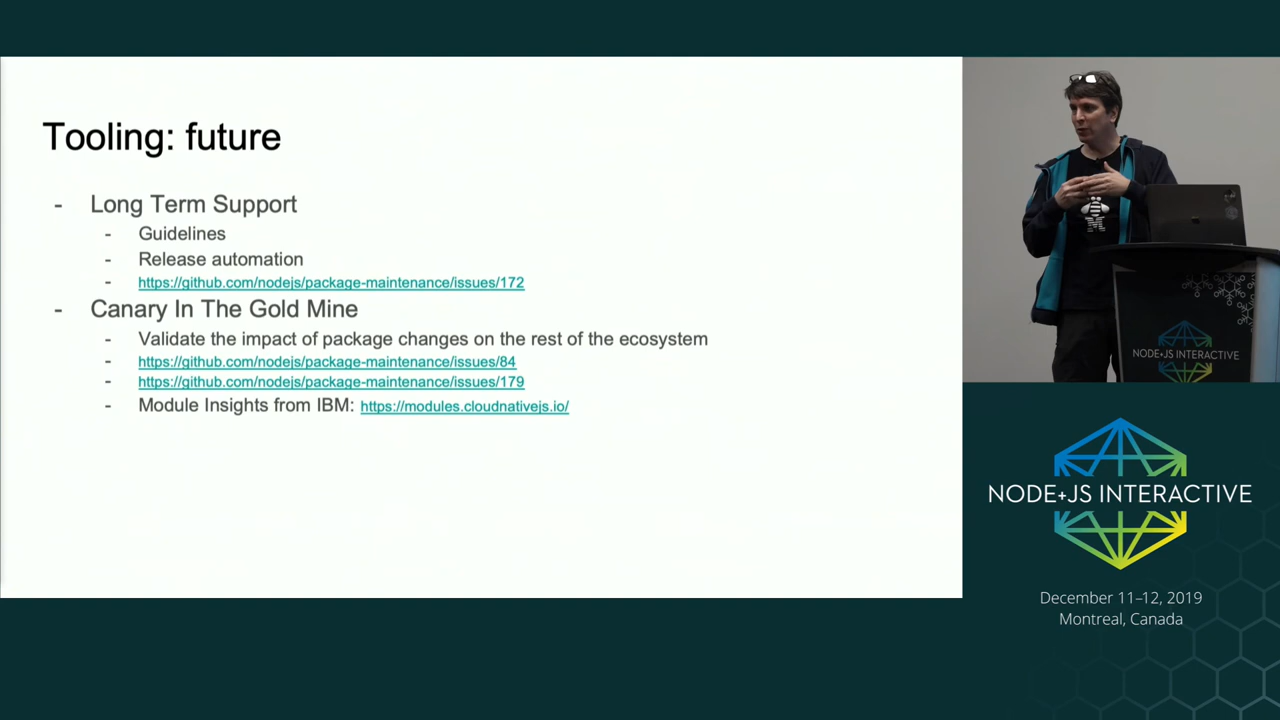 Tooling: future
- Long Term Support
- Guidelines
- Release automation
- https://github.com/nodejs/package-maintenance/issues/172
- Canary In The Gold Mine
- Validate the impact of package changes on the rest of the ecosystem
- https://github.com/nodejs/package-maintenance/issues/84
- https://github.com/nodejs/package-maintenance/issues/179
- Module Insights from IBM: https://modules.cloudnativejs.io/
NODE+JS INTERACTIVE
NODE+JS INTERACTIVE
December 11–12, 2019
Montreal, Canada